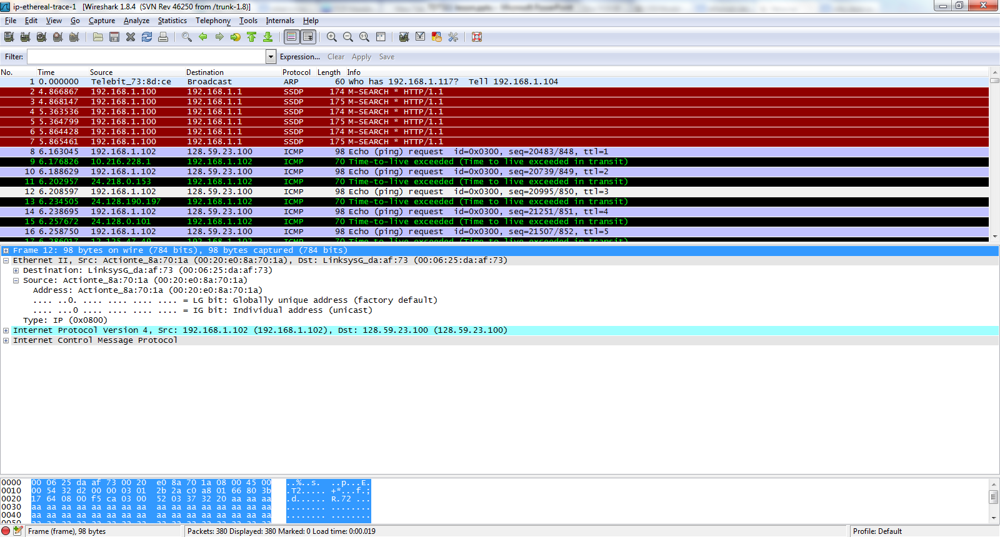 ip-ethereal-trace-1 [Wireshark 1.8.4 (SVN Rev 46250 from /trunk-1.8)]
File Edit View Go Capture Analyze Statistics Telephony Tools Internals Help
Filter: Expression... Clear Apply Save
No. Time Source Destination Protocol Length Info
1 0.000000 Telebit_73:8d:ce Broadcast ARP 60 Who has 192.168.1.117? Tell 192.168.1.104
2 4.866867 192.168.1.100 192.168.1.1 SSDP 174 M-SEARCH * HTTP/1.1
3 4.868147 192.168.1.100 192.168.1.1 SSDP 175 M-SEARCH * HTTP/1.1
4 5.363536 192.168.1.100 192.168.1.1 SSDP 174 M-SEARCH * HTTP/1.1
5 5.364799 192.168.1.100 192.168.1.1 SSDP 175 M-SEARCH * HTTP/1.1
6 5.864428 192.168.1.100 192.168.1.1 SSDP 174 M-SEARCH * HTTP/1.1
7 5.865461 192.168.1.100 192.168.1.1 SSDP 175 M-SEARCH * HTTP/1.1
8 6.163045 192.168.1.102 128.59.23.100 ICMP 98 Echo (ping) request id=0x0300, seq=20483/848, ttl=1
9 6.176826 10.216.228.1 192.168.1.102 ICMP 70 Time-to-live exceeded (Time to live exceeded in transit)
10 6.188629 192.168.1.102 128.59.23.100 ICMP 98 Echo (ping) request id=0x0300, seq=20739/849, ttl=2
11 6.202957 24.218.0.153 192.168.1.102 ICMP 70 Time-to-live exceeded (Time to live exceeded in transit)
12 6.208597 192.168.1.102 128.59.23.100 ICMP 98 Echo (ping) request id=0x0300, seq=20995/850, ttl=3
13 6.234505 24.128.190.197 192.168.1.102 ICMP 70 Time-to-live exceeded (Time to live exceeded in transit)
14 6.238695 192.168.1.102 128.59.23.100 ICMP 98 Echo (ping) request id=0x0300, seq=21251/851, ttl=4
15 6.257672 24.128.0.101 192.168.1.102 ICMP 70 Time-to-live exceeded (Time to live exceeded in transit)
16 6.258750 192.168.1.102 128.59.23.100 ICMP 98 Echo (ping) request id=0x0300, seq=21507/852, ttl=5
17 6.286017 12.125.47.49 192.168.1.102 ICMP 70 Time-to-live exceeded (Time to live exceeded in transit)
Frame 12: 98 bytes on wire (784 bits), 98 bytes captured (784 bits)
Ethernet II, Src: Actionte_8a:70:1a (00:20:e0:8a:70:1a), Dst: LinksysG_da:af:73 (00:06:25:da:af:73)
Destination: LinksysG_da:af:73 (00:06:25:da:af:73)
Source: Actionte_8a:70:1a (00:20:e0:8a:70:1a)
Address: Actionte_8a:70:1a (00:20:e0:8a:70:1a)
.... ..0. .... .... .... .... = LG bit: Globally unique address (factory default)
.... ...0 .... .... .... .... = IG bit: Individual address (unicast)
Type: IP (0x0800)
Internet Protocol Version 4, Src: 192.168.1.102 (192.168.1.102), Dst: 128.59.23.100 (128.59.23.100)
Internet Control Message Protocol
0000 00 06 25 da af 73 00 20 e0 8a 70 1a 08 00 45 00 ..%..s. ..p...E.
0010 00 54 32 d2 00 00 03 01 2b 2a c0 a8 01 66 80 3b .T2..... +*...f.;
0020 17 64 08 00 f5 ca 03 00 52 03 37 32 20 aa aa aa .d...... R.72 ...
0030 aa aa aa aa aa aa aa aa aa aa aa aa aa aa aa aa ........ ........
0040 aa aa aa aa aa aa aa aa aa aa aa aa aa aa aa aa ........ ........
0050
Frame (frame), 98 bytes Packets: 380 Displayed: 380 Marked: 0 Load time: 0:00.019 Profile: Default